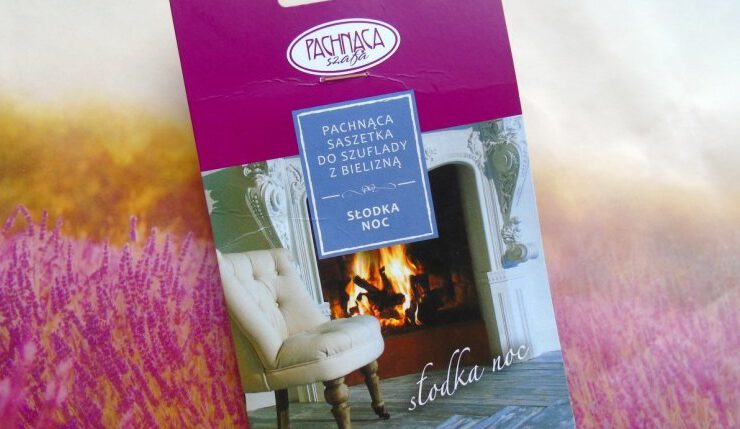 PACHNĄCA
szafa
PACHNĄCA
SASZETKA
DO SZUFLADY
Z BIELIZNĄ
SŁODKA
NOC
słodka noc